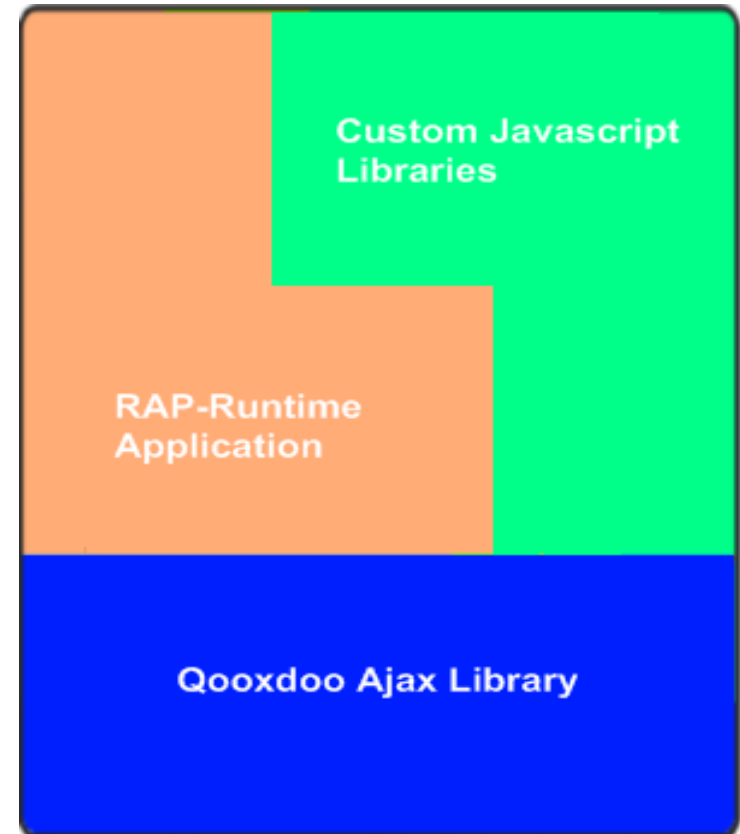 Custom Javascript
Libraries
RAP-Runtime
Application
Qooxdoo Ajax Library